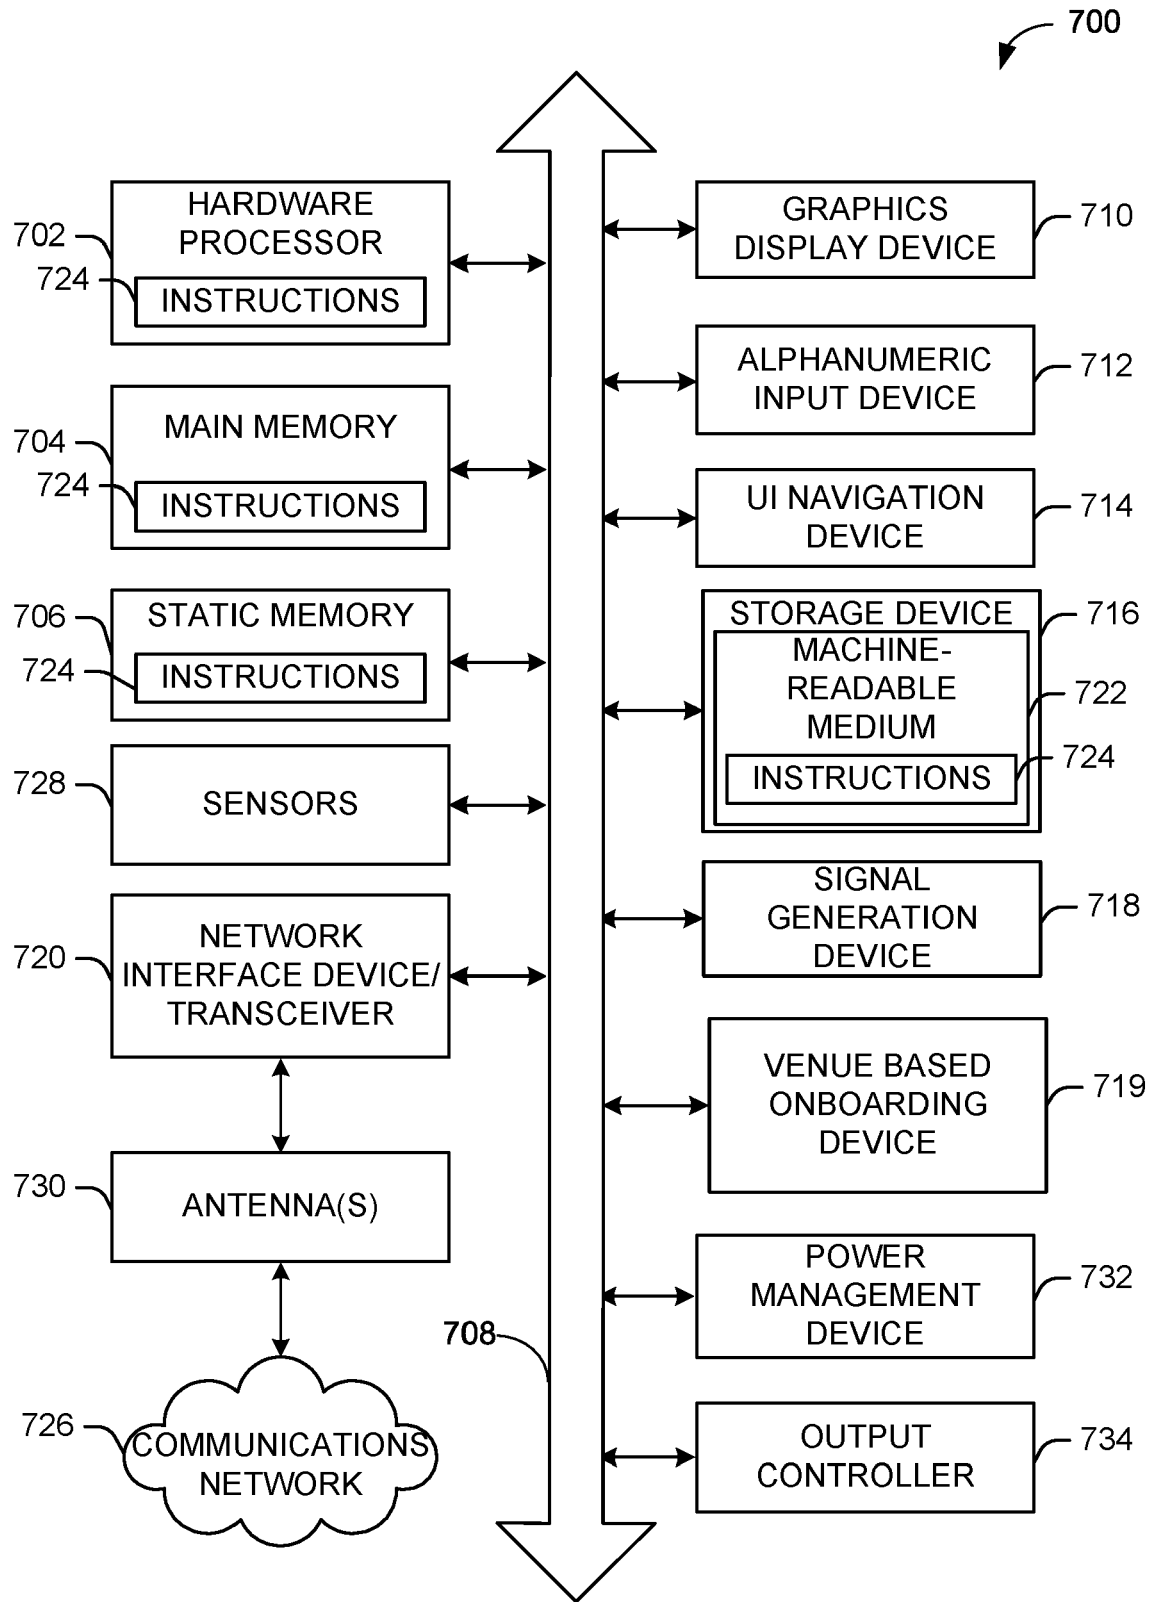 700
HARDWARE
PROCESSOR
702
724
INSTRUCTIONS
MAIN MEMORY
704
724
INSTRUCTIONS
706
STATIC MEMORY
724
INSTRUCTIONS
728
SENSORS
720
NETWORK
INTERFACE DEVICE/
TRANSCEIVER
730
ANTENNA(S)
708
726
COMMUNICATIONS
NETWORK
GRAPHICS
DISPLAY DEVICE
710
ALPHANUMERIC
INPUT DEVICE
712
UI NAVIGATION
DEVICE
714
STORAGE DEVICE
716
MACHINE-
READABLE
MEDIUM
722
INSTRUCTIONS
724
SIGNAL
GENERATION
DEVICE
718
VENUE BASED
ONBOARDING
DEVICE
719
POWER
MANAGEMENT
DEVICE
732
OUTPUT
CONTROLLER
734